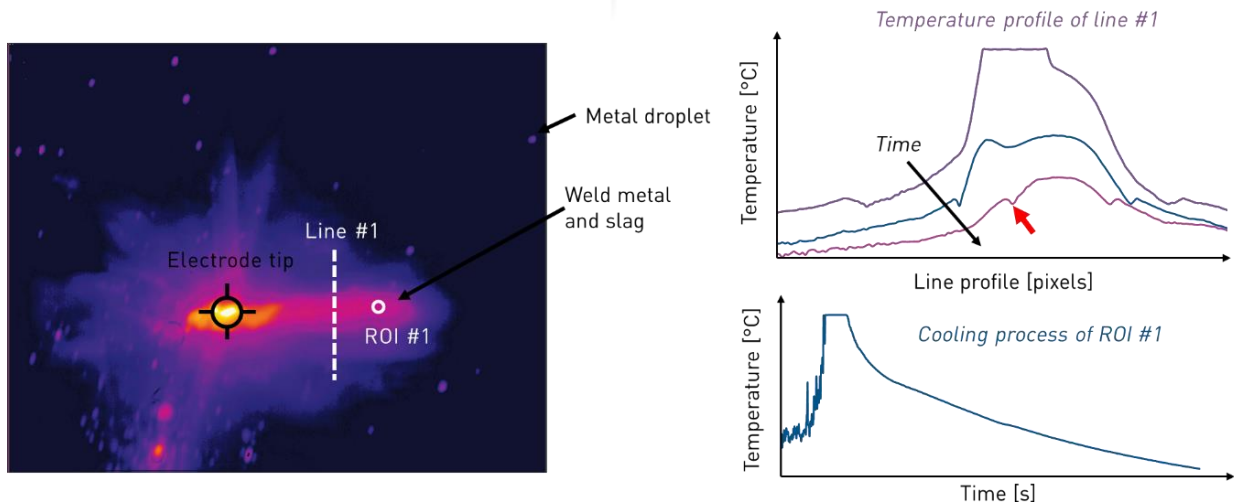 Metal droplet
Weld metal
and slag
Line #1
Electrode tip
ROI #1
Temperature profile of line #1
Temperature [°C]
Time
Line profile [pixels]
Cooling process of ROI #1
Temperature [°C]
Time [s]